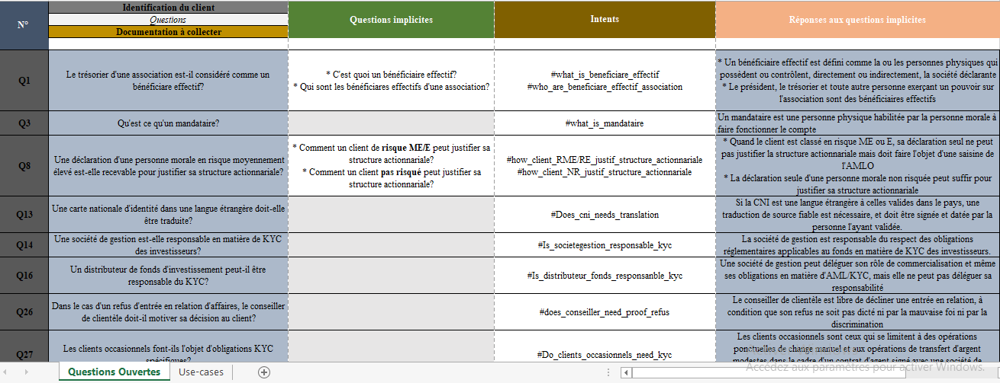 N°
Identification du client
Questions
Documentation à collecter
Questions implicites
Intents
Réponses aux questions implicites
Q1
Le trésorier d'une association est-il considéré comme un
bénéficiaire effectif?
* C'est quoi un bénéficiaire effectif?
* Qui sont les bénéficiaires effectifs d'une association?
#what_is_beneficiare_effectif
#who_are_beneficiare_effectif_association
* Un bénéficiaire effectif est défini comme la ou les personnes physiques qui
possèdent ou contrôlent, directement ou indirectement, la société déclarante
* Le président, le trésorier et toute autre personne exerçant un pouvoir sur
l'association sont des bénéficiaires effectifs
Q3
Qu'est ce qu'un mandataire?
#what_is_mandataire
Un mandataire est une personne physique habilitée par la personne morale à
faire fonctionner le compte
Q8
Une déclaration d'une personne morale en risque moyennement
élevé est-elle recevable pour justifier sa structure actionnariale?
* Comment un client de risque ME/E peut justifier sa
structure actionnariale?
* Comment un client pas risqué peut justifier sa
structure actionnariale?
#how_client_RME/RE_justif_structure_actionnariale
#how_client_NR_justif_structure_actionnariale
* Quand le client est classé en risque ME ou E, sa déclaration seul ne peut
pas justifier la structure actionnariale mais doit faire l'objet d'une saisine de
l'AMLO
* La déclaration seule d'une personne morale non risquée peut suffir pour
justifier sa structure actionnariale
Q13
Une carte nationale d'identité dans une langue étrangère doit-elle
être traduite?
#Does_cni_needs_translation
Si la CNI est une langue étrangère à celles valides dans le pays, une
traduction de source fiable est nécessaire, et doit être signée et datée par la
personne l'ayant validée.
Q14
Une société de gestion est-elle responsable en matière de KYC
des investisseurs?
#Is_societegestion_responsable_kyc
La société de gestion est responsable du respect des obligations
réglementaires applicables au fonds en matière de KYC des investisseurs.
Q16
Un distributeur de fonds d'investissement peut-il être
responsable du KYC?
#Is_distributeur_fonds_responsanble_kyc
Une société de gestion peut déléguer son rôle de commercialisation et même
ses obligations en matière d'AML/KYC, mais elle ne peut pas déléguer sa
responsabilité
Q26
Dans le cas d'un refus d'entrée en relation d'affaires, le conseiller
de clientèle doit-il motiver sa décision au client?
#does_conseiller_need_proof_refus
Le conseiller de clientèle est libre de décliner une entrée en relation, à
condition que son refus ne soit pas dicté ni par la mauvaise foi ni par la
discrimination
Q27
Les clients occasionnels font-ils l'objet d'obligations KYC
spécifiques?
#Do_clients_occasionnels_need_kyc
Les clients occasionnels sont ceux qui se limitent à des opérations
ponctuelles de change manuel et aux opérations de transfert d'argent
modestes dans le cadre d'un contrat d'agent signé avec une société de
Accédez aux paramètres pour activer Windows.
Questions Ouvertes
Use-cases